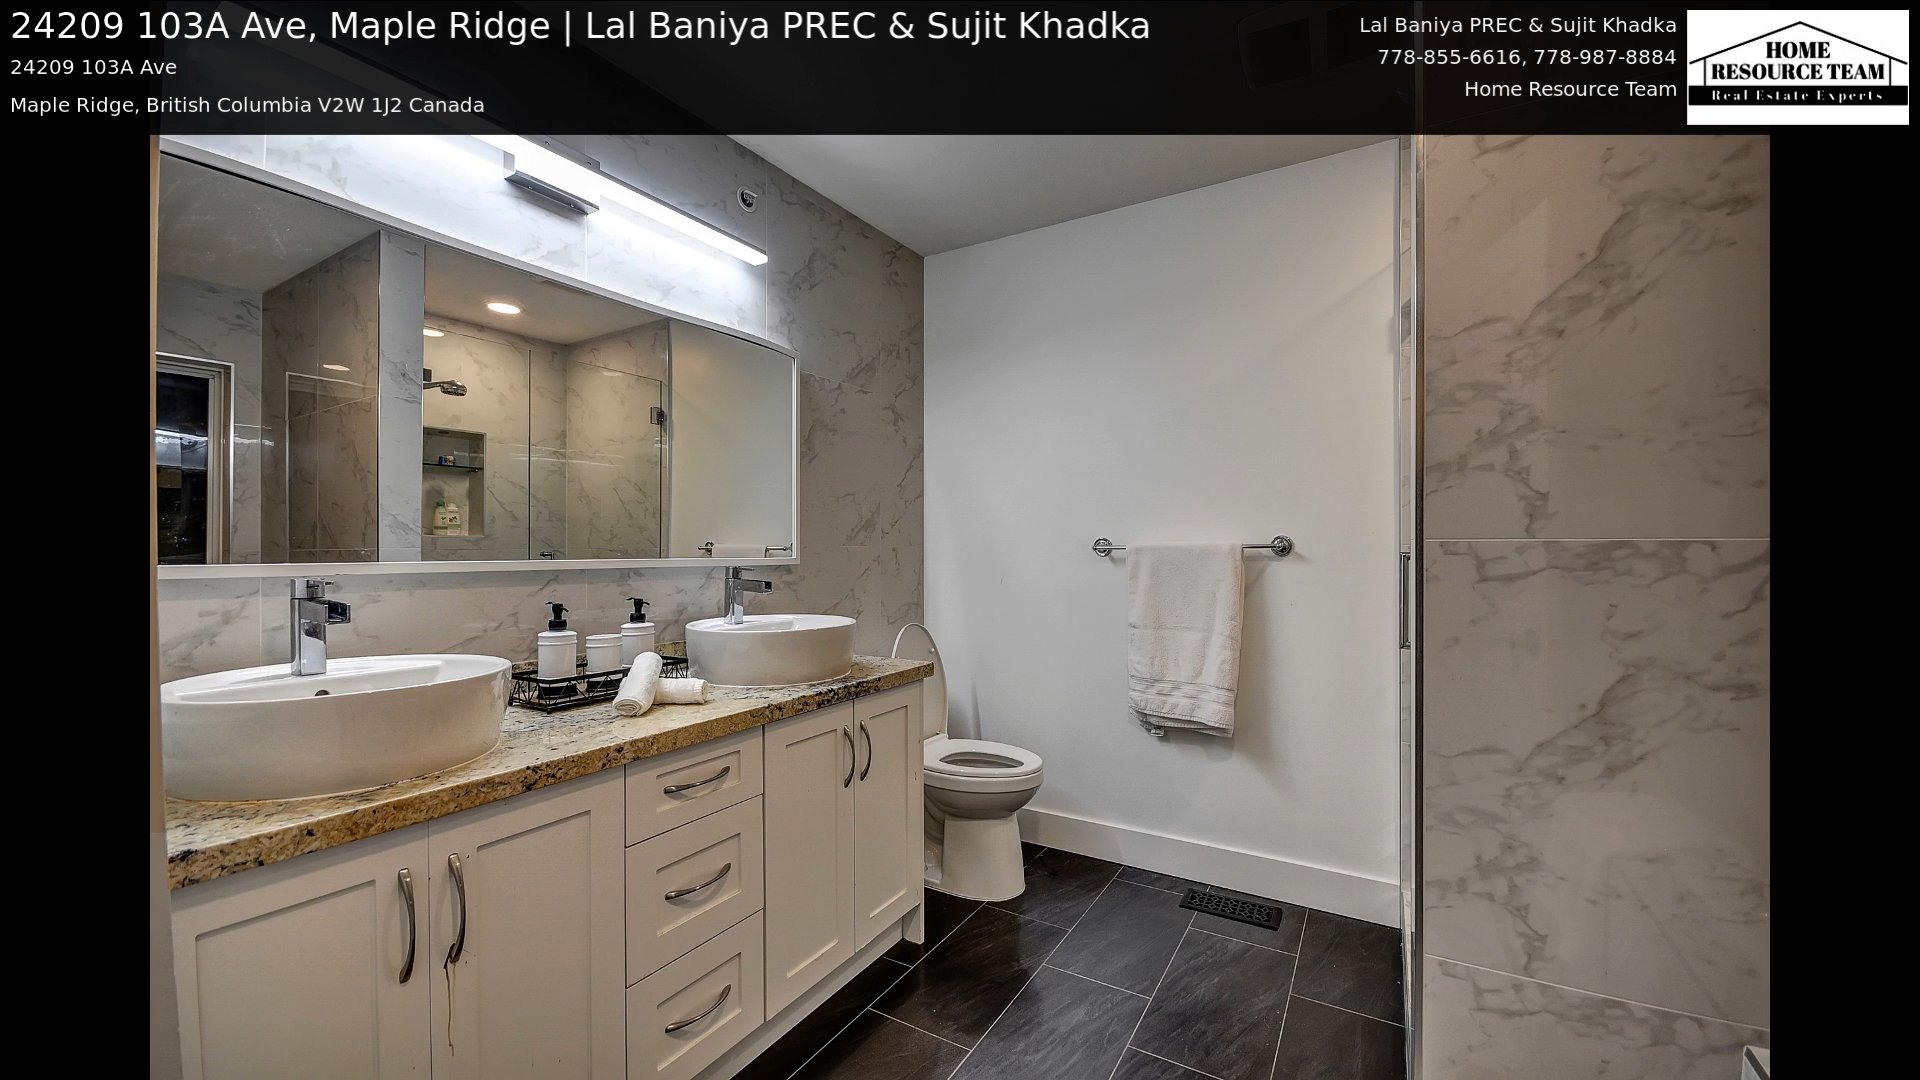 24209 103A Ave, Maple Ridge | Lal Baniya PREC & Sujit Khadka
24209 103A Ave
Maple Ridge, British Columbia V2W 1J2 Canada
Lal Baniya PREC & Sujit Khadka
778-855-6616, 778-987-8884
Home Resource Team
HOME
RESOURCE TEAM
Real Estate Experts